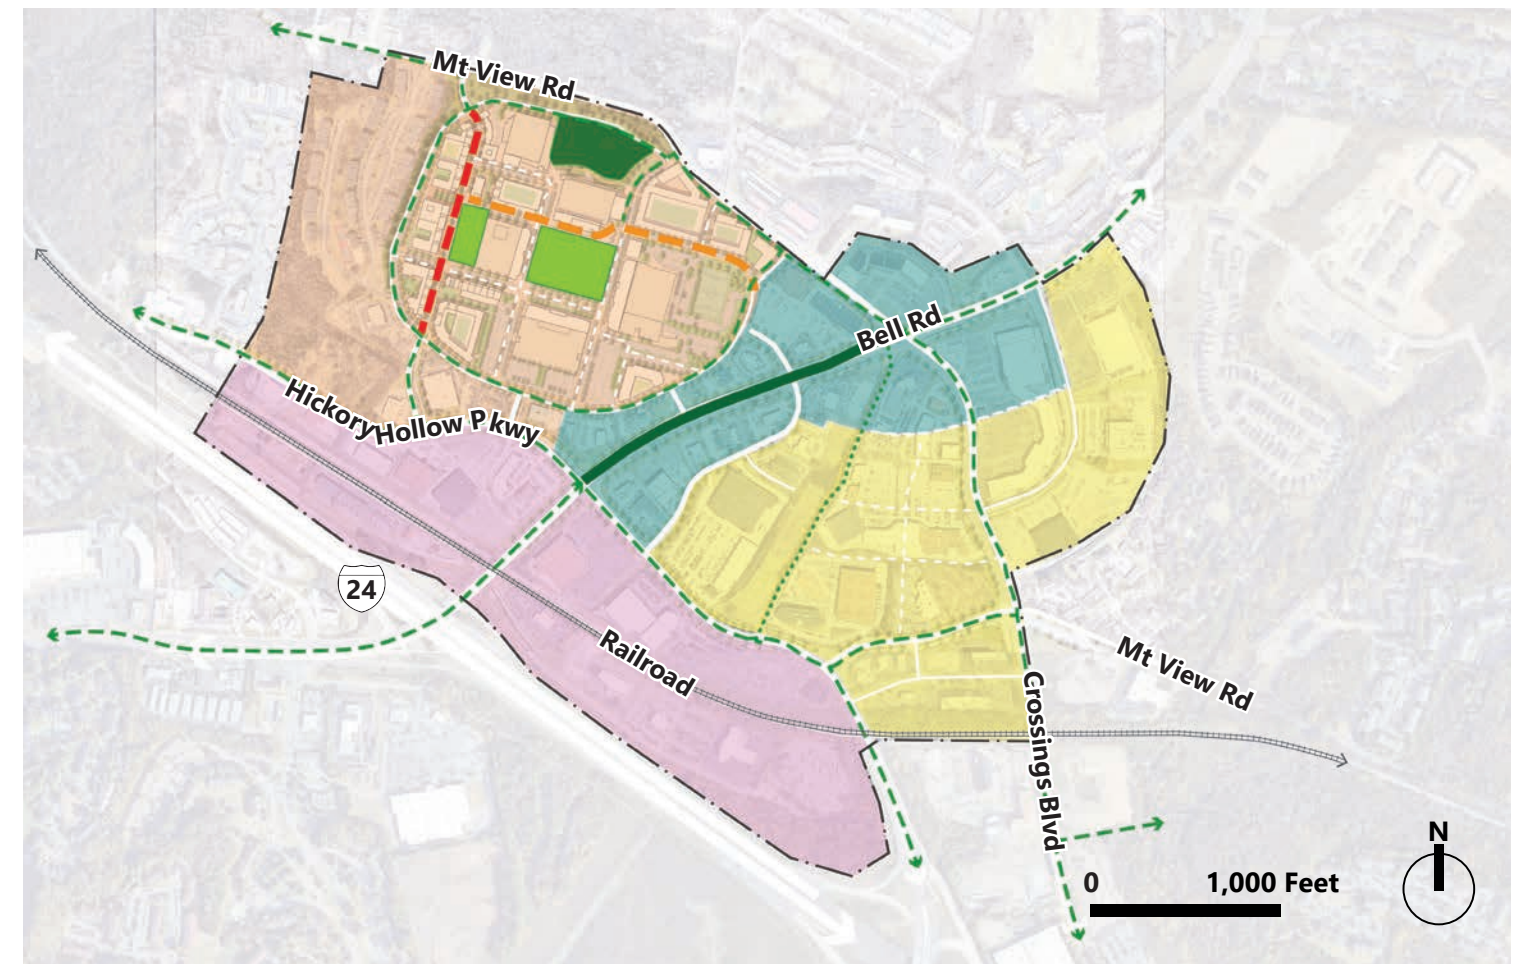 Mt View Rd
Bell Rd
Hickory Hollow Pkwy
24
Railroad
Mt View Rd
Crossings Blvd
N
0 1,000 Feet